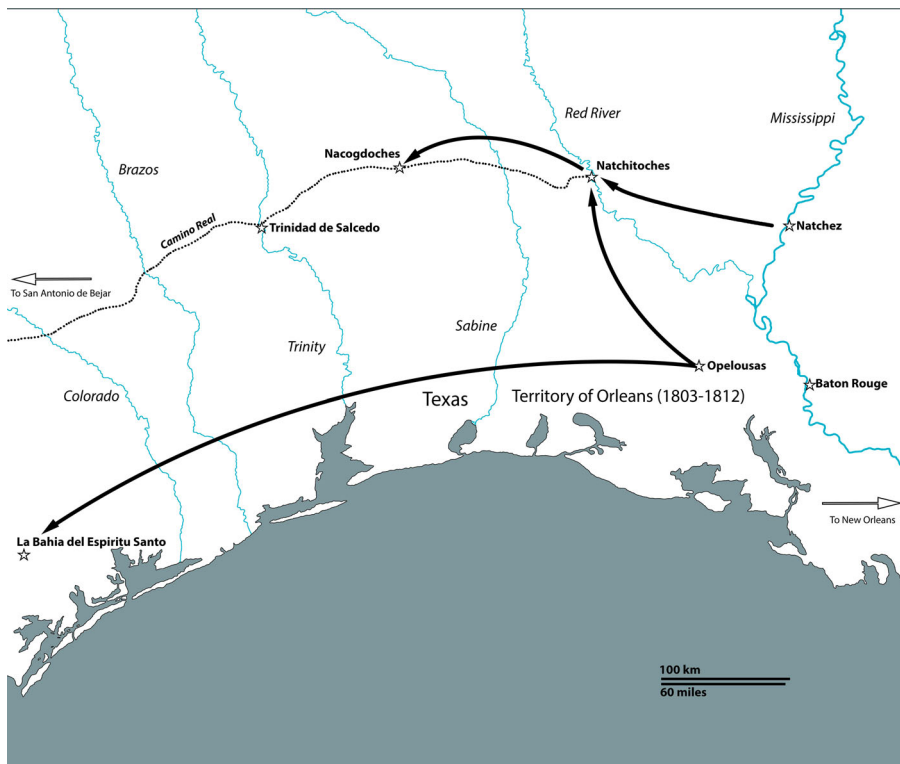 Red River
Mississippi
Nacogdoches
Natchitoches
Brazos
Camino Real
Trinidad de Salcedo
Natchez
To San Antonio de Bejar
Sabine
Trinity
Opelousas
Baton Rouge
Colorado
Texas
Territory of Orleans (1803-1812)
To New Orleans
La Bahia del Espiritu Santo
100 km
60 miles